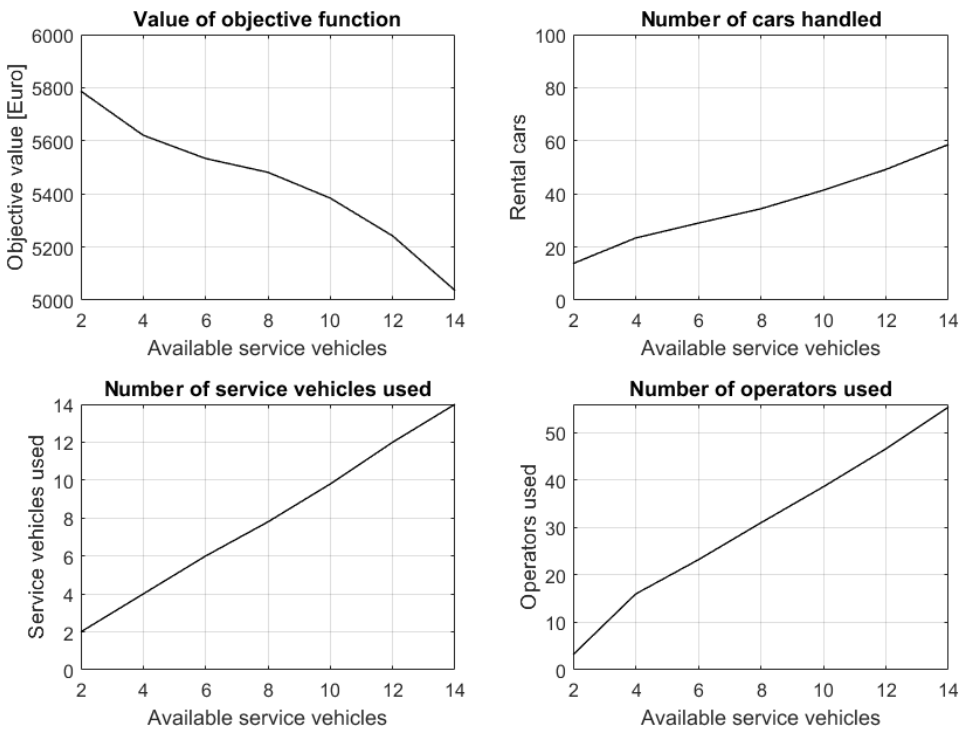 Value of objective function
6000
5800
5600
5400
5200
5000
Objective value [Euro]
2 4 6 8 10 12 14
Available service vehicles
Number of cars handled
100
80
60
40
20
0
Rental cars
2 4 6 8 10 12 14
Available service vehicles
Number of service vehicles used
14
12
10
8
6
4
2
0
Service vehicles used
2 4 6 8 10 12 14
Available service vehicles
Number of operators used
50
40
30
20
10
0
Operators used
2 4 6 8 10 12 14
Available service vehicles